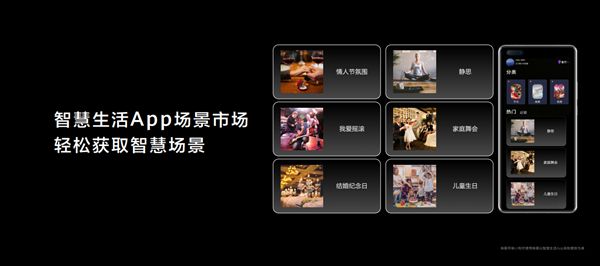 智慧生活App场景市场
轻松获取智慧场景
情人节氛围
静思
我爱摇滚
家庭舞会
结婚纪念日
儿童生日
分类
热门
静思
家庭舞会
儿童生日